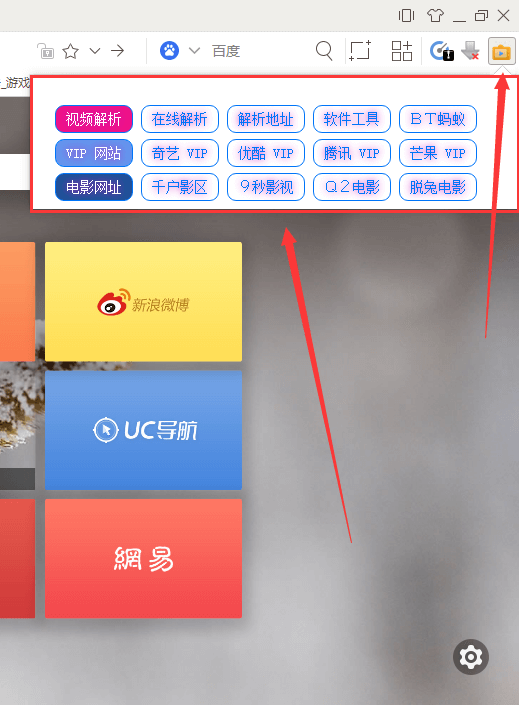 百度
_游戏
视频解析 在线解析 解析地址 软件工具 ＢＴ蚂蚁
VIP 网站 奇艺 VIP 优酷 VIP 腾讯 VIP 芒果 VIP
电影网址 千户影区 ９秒影视 Ｑ２电影 脱兔电影
新浪微博
UC导航
網易